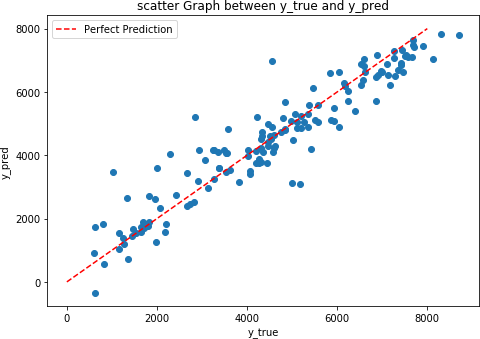 scatter Graph between y_true and y_pred
Perfect Prediction
8000
6000
4000
2000
0
y_pred
0 2000 4000 6000 8000
y_true